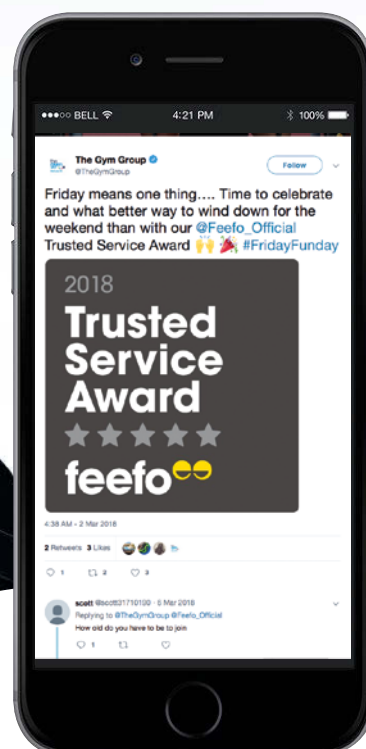 BELL 4:21 PM 100%
The Gym Group
@TheGymGroup
Follow
Friday means one thing.... Time to celebrate
and what better way to wind down for the
weekend than with our @Feefo_Official
Trusted Service Award 🙌 🎉 #FridayFunday
2018
Trusted
Service
Award
feefo
4:38 AM - 2 Mar 2018
2 Retweets 3 Likes
1 2 3
scott @scott31710190 · 5 Mar 2018
Replying to @TheGymGroup @Feefo_Official
How old do you have to be to join
1